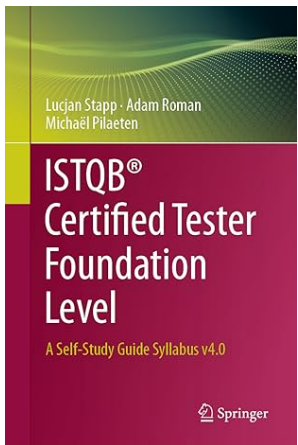 Lucjan Stapp · Adam Roman
Michaël Pilaeten
ISTQB®
Certified Tester
Foundation
Level
A Self-Study Guide Syllabus v4.0
Springer